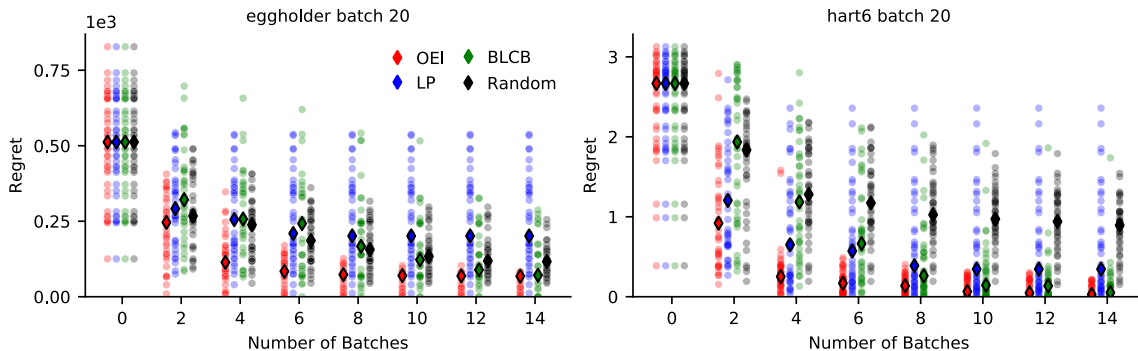 eggholder batch 20
1e3
OEI
LP
BLCB
Random
0.75
0.50
0.25
0.00
Regret
0 2 4 6 8 10 12 14
Number of Batches
hart6 batch 20
3
2
1
0
Regret
0 2 4 6 8 10 12 14
Number of Batches